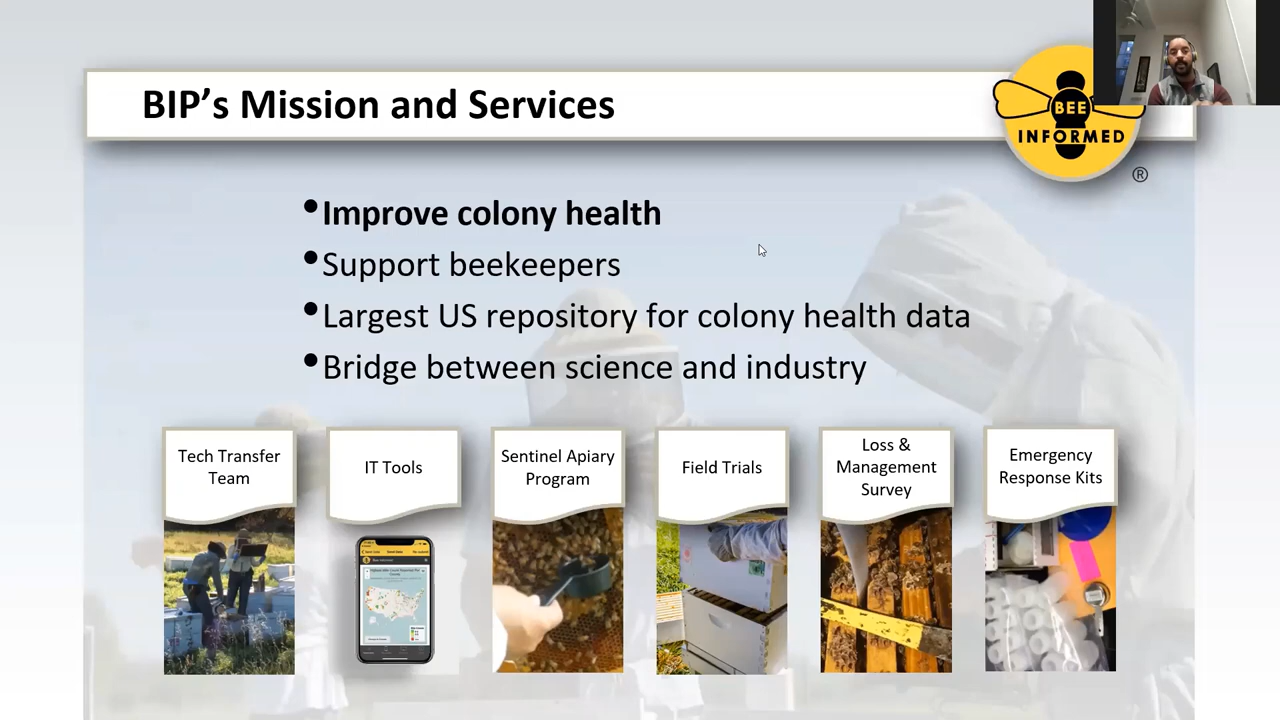 BIP’s Mission and Services
BEE
INFORMED
®
•Improve colony health
•Support beekeepers
•Largest US repository for colony health data
•Bridge between science and industry
Tech Transfer
Team
IT Tools
Sentinel Apiary
Program
Field Trials
Loss &
Management
Survey
Emergency
Response Kits